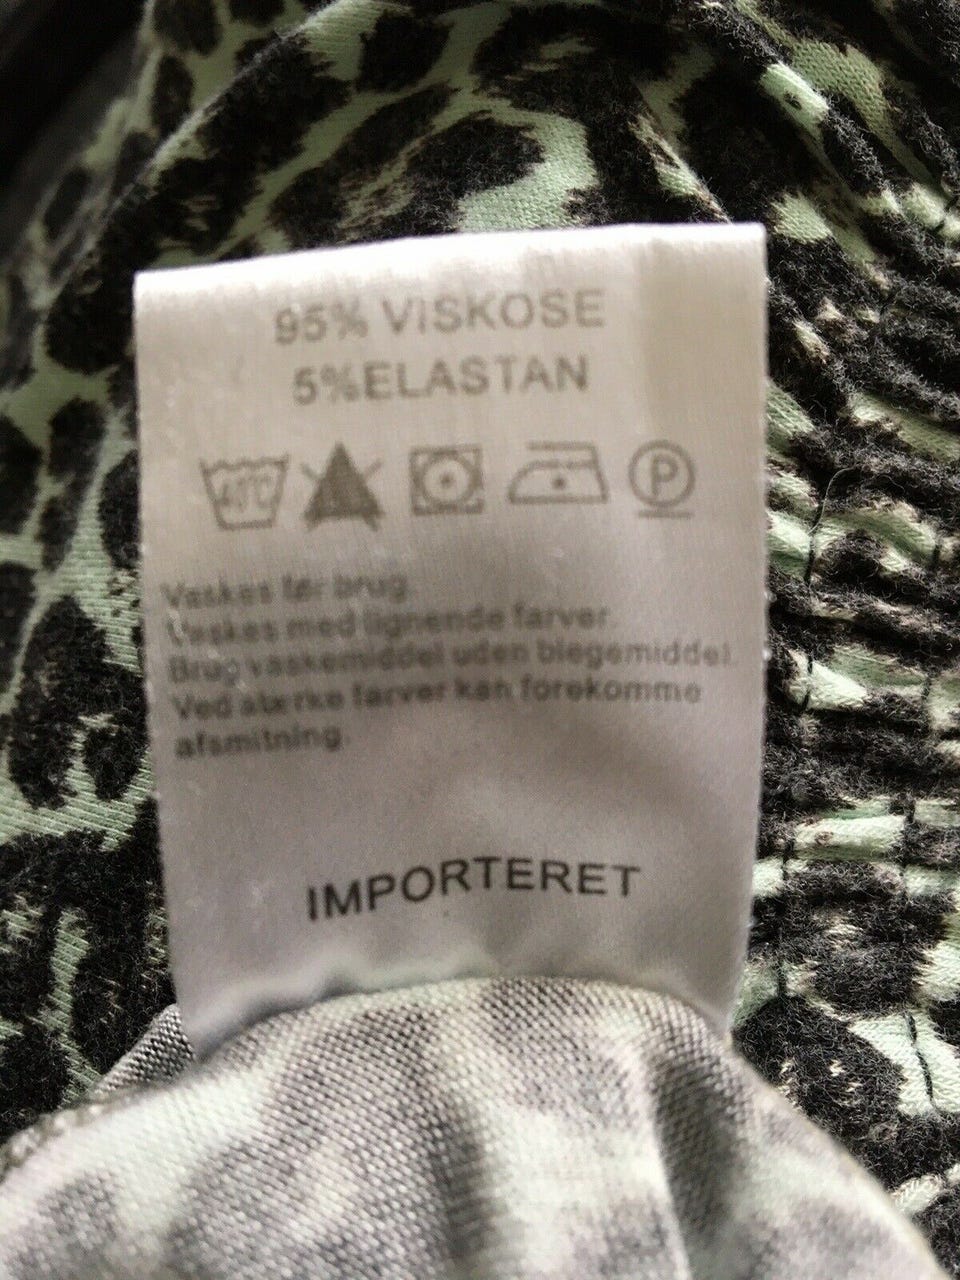 95% VISKOSE
5%ELASTAN
40°C P
Vaskes før brug.
Vaskes med lignende farver.
Brug vaskemiddel uden blegemiddel.
Ved stærke farver kan forekomme
afsmitning.
IMPORTERET